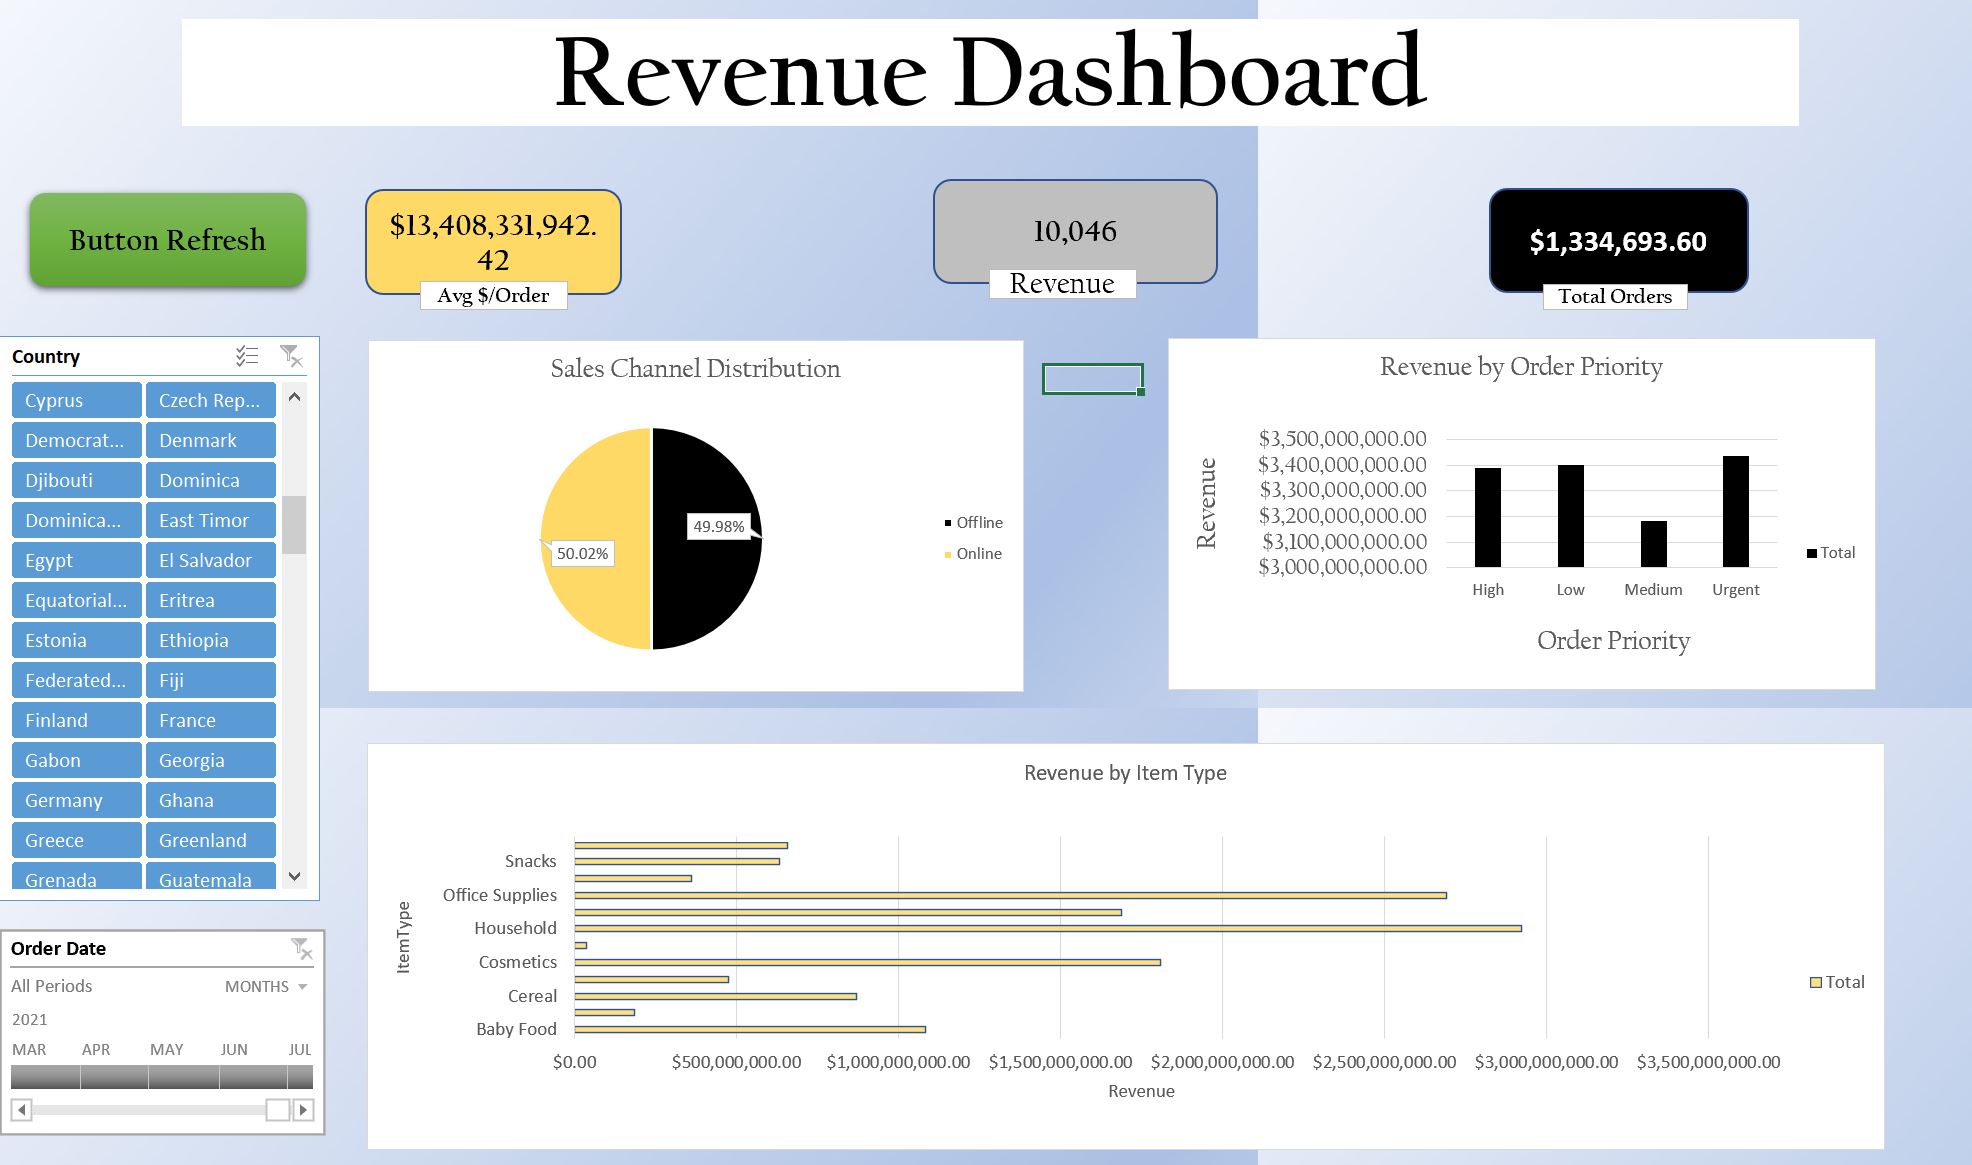 Revenue Dashboard
Button Refresh
$13,408,331,942.
42
Avg $/Order
10,046
Revenue
$1,334,693.60
Total Orders
Country
Cyprus
Czech Rep...
Democrat...
Denmark
Djibouti
Dominica
Dominica...
East Timor
Egypt
El Salvador
Equatorial...
Eritrea
Estonia
Ethiopia
Federated...
Fiji
Finland
France
Gabon
Georgia
Germany
Ghana
Greece
Greenland
Grenada
Guatemala
Order Date
All Periods
MONTHS
2021
MAR APR MAY JUN JUL
Sales Channel Distribution
49.98%
50.02%
Offline
Online
Revenue by Order Priority
Revenue
$3,500,000,000.00
$3,400,000,000.00
$3,300,000,000.00
$3,200,000,000.00
$3,100,000,000.00
$3,000,000,000.00
High Low Medium Urgent
Total
Order Priority
Revenue by Item Type
ItemType
Snacks
Office Supplies
Household
Cosmetics
Cereal
Baby Food
Total
$0.00 $500,000,000.00 $1,000,000,000.00 $1,500,000,000.00 $2,000,000,000.00 $2,500,000,000.00 $3,000,000,000.00 $3,500,000,000.00
Revenue